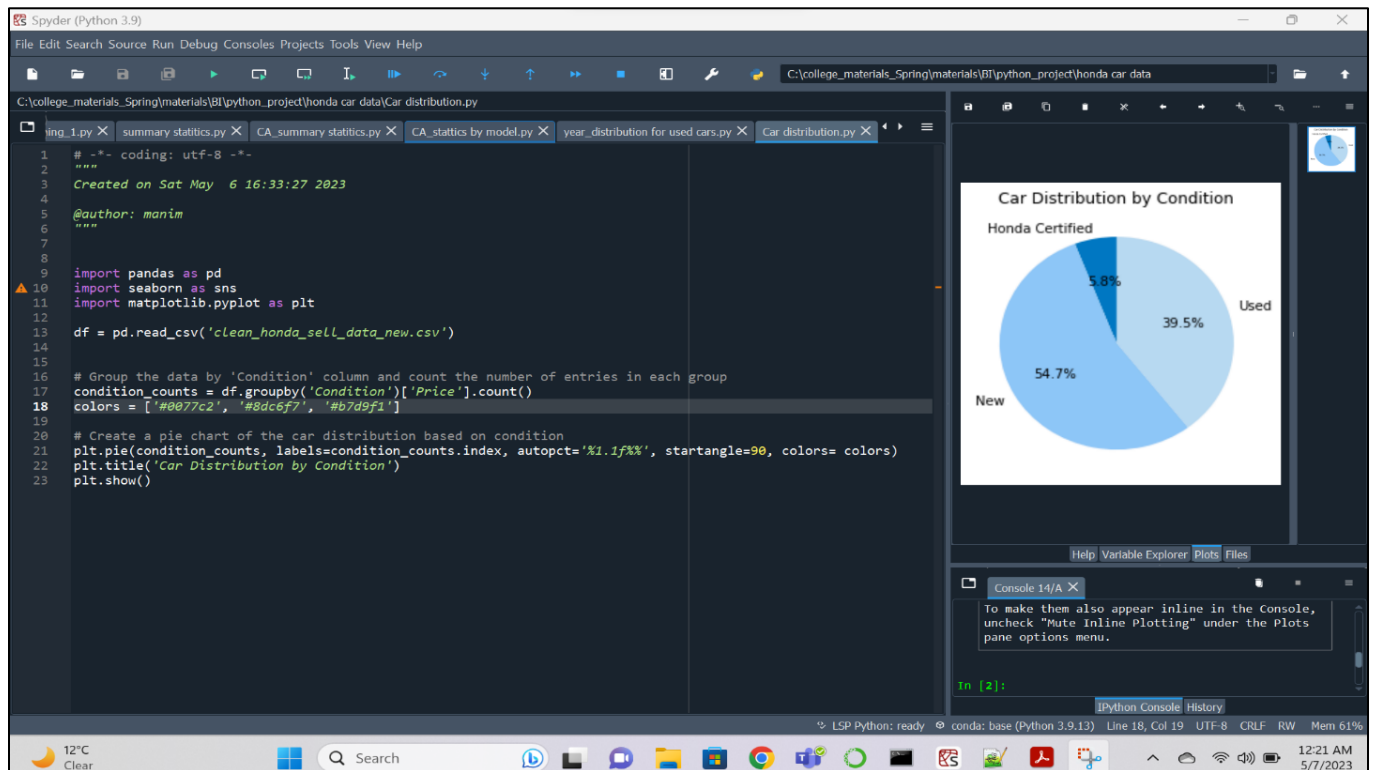 Spyder (Python 3.9)
File Edit Search Source Run Debug Consoles Projects Tools View Help
C:\college_materials_Spring\materials\BI\python_project\honda car data
C:\college_materials_Spring\materials\BI\python_project\honda car data\Car distribution.py
ing_1.py summary statitics.py CA_summary statitics.py CA_stattics by model.py year_distribution for used cars.py Car distribution.py
1 # -*- coding: utf-8 -*-
2 """
3 Created on Sat May  6 16:33:27 2023
4
5 @author: manim
6 """
7
8
9 import pandas as pd
10 import seaborn as sns
11 import matplotlib.pyplot as plt
12
13 df = pd.read_csv('clean_honda_sell_data_new.csv')
14
15
16 # Group the data by 'Condition' column and count the number of entries in each group
17 condition_counts = df.groupby('Condition')['Price'].count()
18 colors = ['#0077c2', '#8dc6f7', '#b7d9f1']
19
20 # Create a pie chart of the car distribution based on condition
21 plt.pie(condition_counts, labels=condition_counts.index, autopct='%1.1f%%', startangle=90, colors= colors)
22 plt.title('Car Distribution by Condition')
23 plt.show()
Car Distribution by Condition
Honda Certified
5.8%
Used
39.5%
54.7%
New
Help Variable Explorer Plots Files
Console 14/A
To make them also appear inline in the Console,
uncheck "Mute Inline Plotting" under the Plots
pane options menu.
In [2]:
IPython Console History
LSP Python: ready conda: base (Python 3.9.13) Line 18, Col 19 UTF-8 CRLF RW Mem 61%
12°C
Clear
Search
12:21 AM
5/7/2023